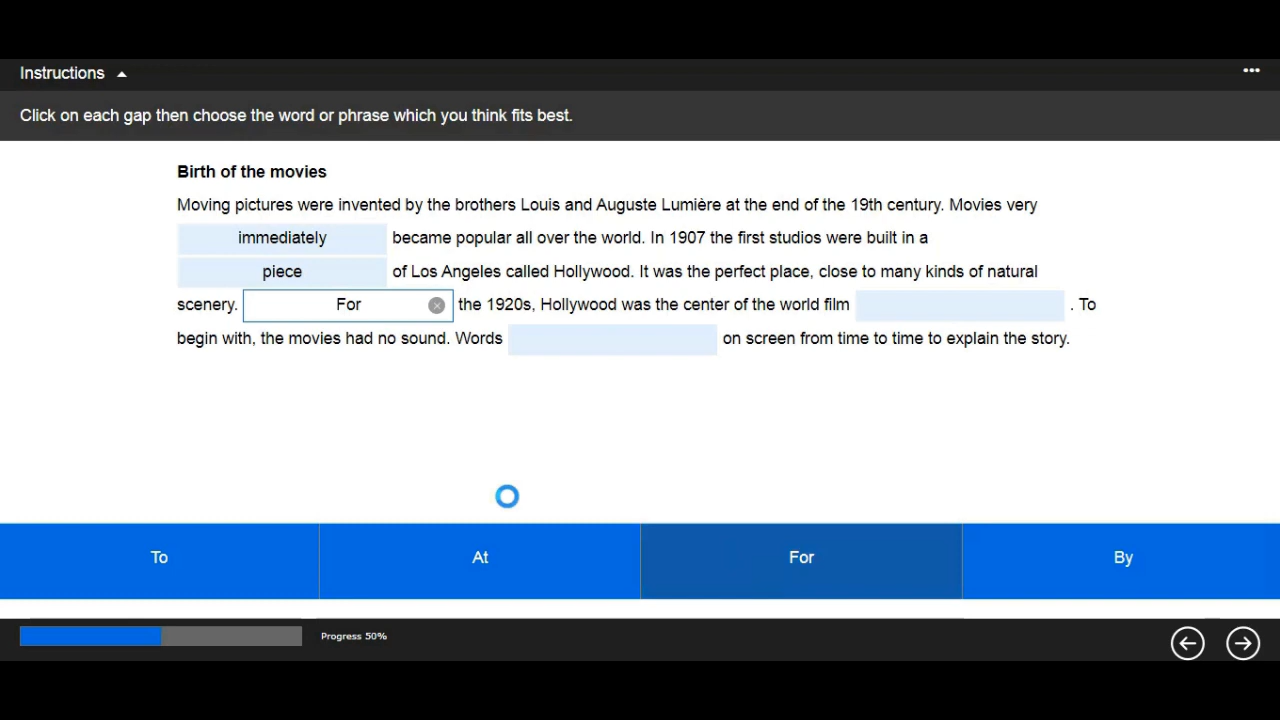 Instructions
Click on each gap then choose the word or phrase which you think fits best.
Birth of the movies
Moving pictures were invented by the brothers Louis and Auguste Lumière at the end of the 19th century. Movies very
immediately became popular all over the world. In 1907 the first studios were built in a
piece of Los Angeles called Hollywood. It was the perfect place, close to many kinds of natural
scenery. For the 1920s, Hollywood was the center of the world film . To
begin with, the movies had no sound. Words on screen from time to time to explain the story.
To At For By
Progress 50%